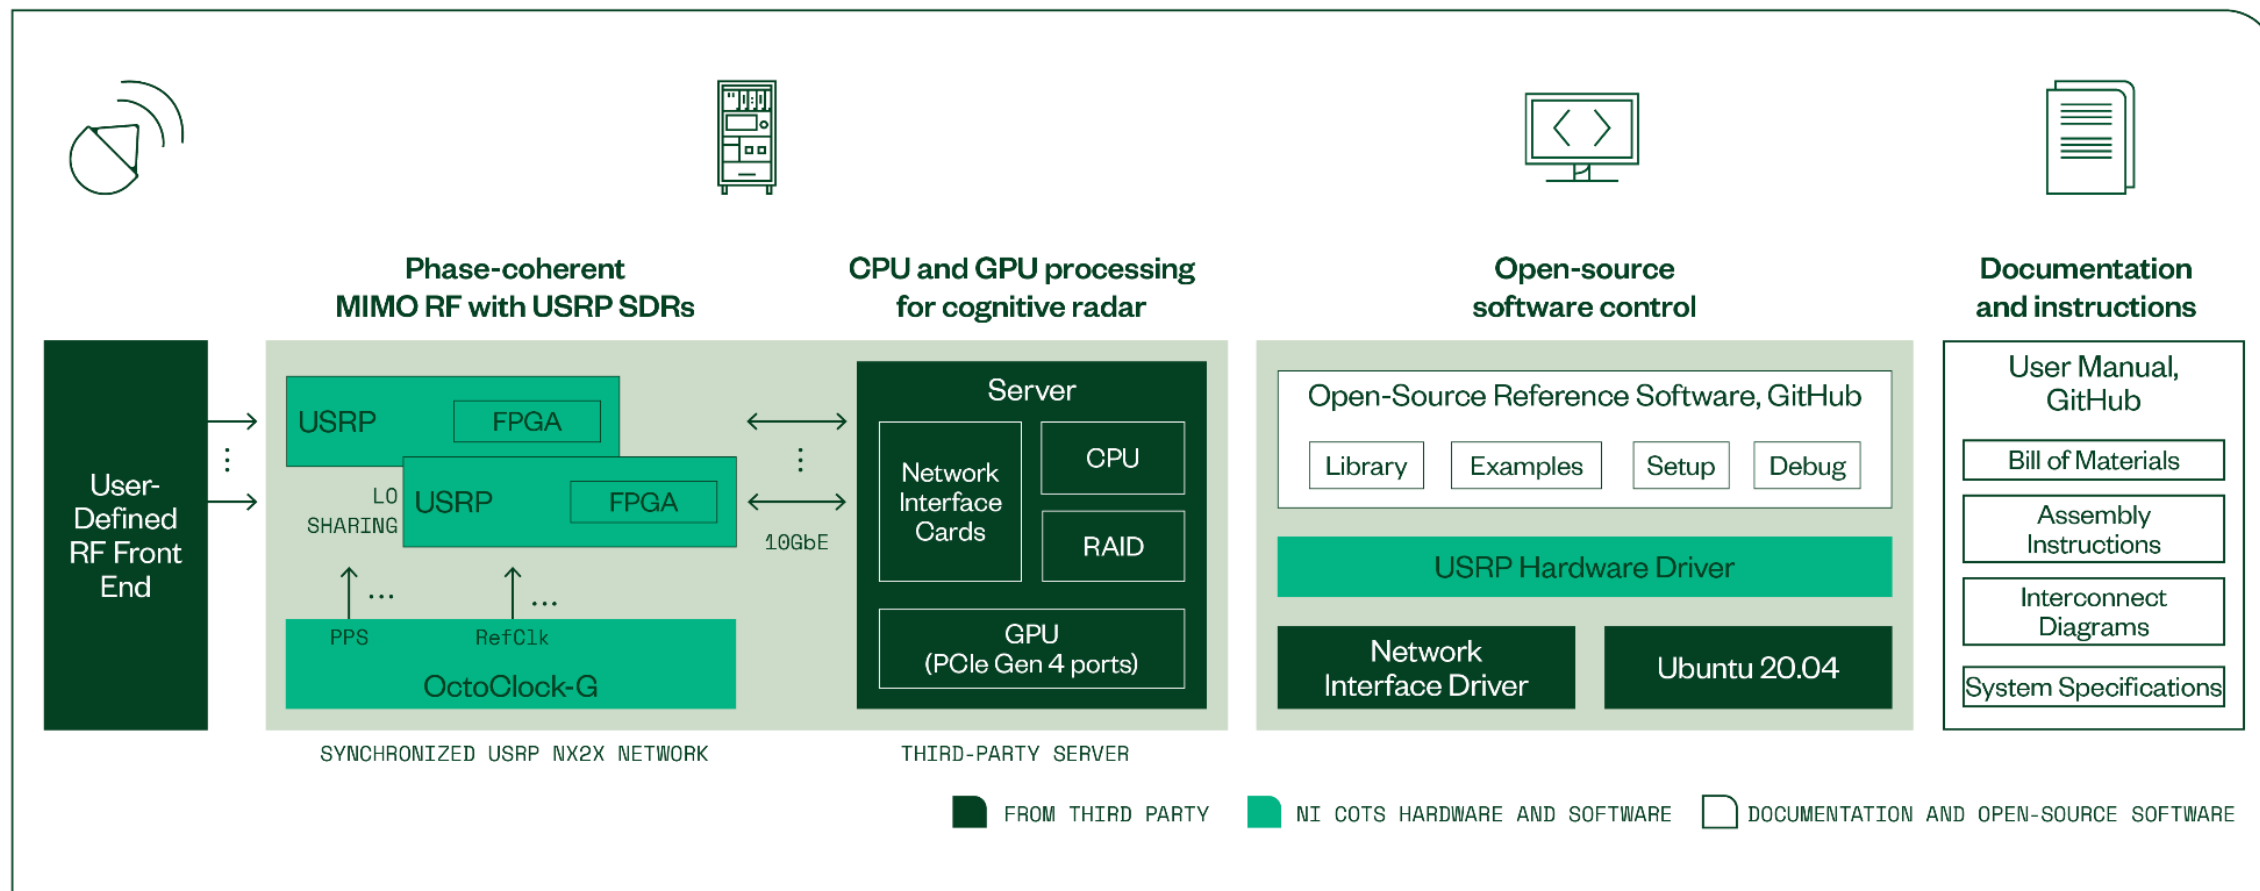 Phase-coherent
MIMO RF with USRP SDRs
CPU and GPU processing
for cognitive radar
Open-source
software control
Documentation
and instructions
User-
Defined
RF Front
End
USRP
FPGA
USRP
FPGA
LO
SHARING
PPS
RefClk
OctoClock-G
10GbE
Server
Network
Interface
Cards
CPU
RAID
GPU
(PCIe Gen 4 ports)
Open-Source Reference Software, GitHub
Library
Examples
Setup
Debug
USRP Hardware Driver
Network
Interface Driver
Ubuntu 20.04
User Manual,
GitHub
Bill of Materials
Assembly
Instructions
Interconnect
Diagrams
System Specifications
SYNCHRONIZED USRP NX2X NETWORK
THIRD-PARTY SERVER
FROM THIRD PARTY
NI COTS HARDWARE AND SOFTWARE
DOCUMENTATION AND OPEN-SOURCE SOFTWARE